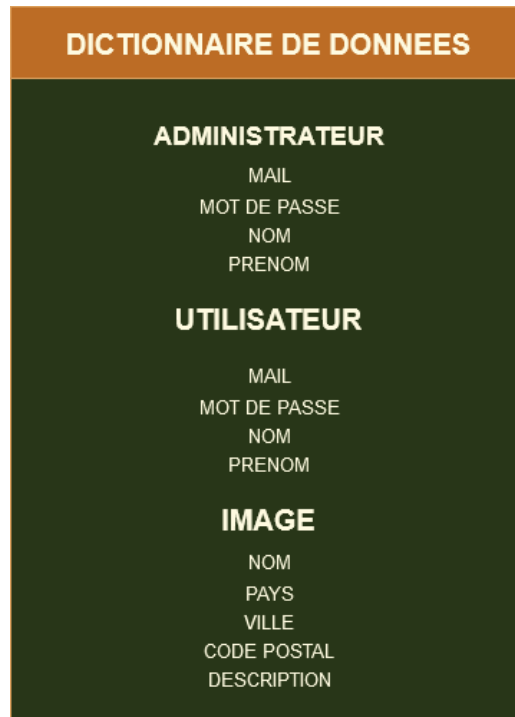 DICTIONNAIRE DE DONNEES
ADMINISTRATEUR
MAIL
MOT DE PASSE
NOM
PRENOM
UTILISATEUR
MAIL
MOT DE PASSE
NOM
PRENOM
IMAGE
NOM
PAYS
VILLE
CODE POSTAL
DESCRIPTION